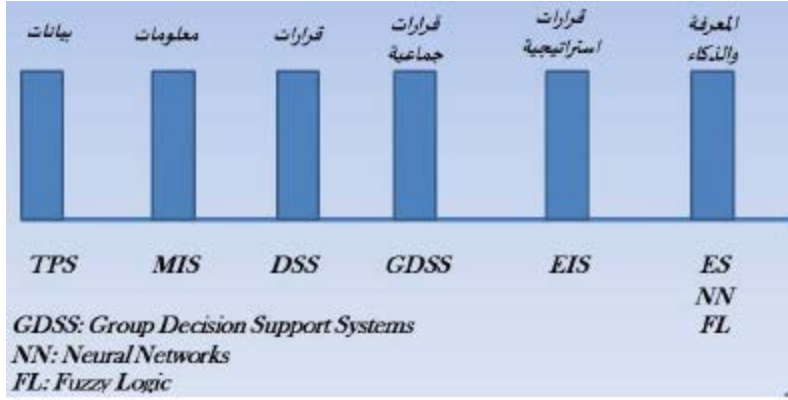 بيانات
معلومات
قرارات
قرارات
جماعية
قرارات
استراتيجية
المعرفة
والذكاء
TPS
MIS
DSS
GDSS
EIS
ES
NN
FL
GDSS: Group Decision Support Systems
NN: Neural Networks
FL: Fuzzy Logic